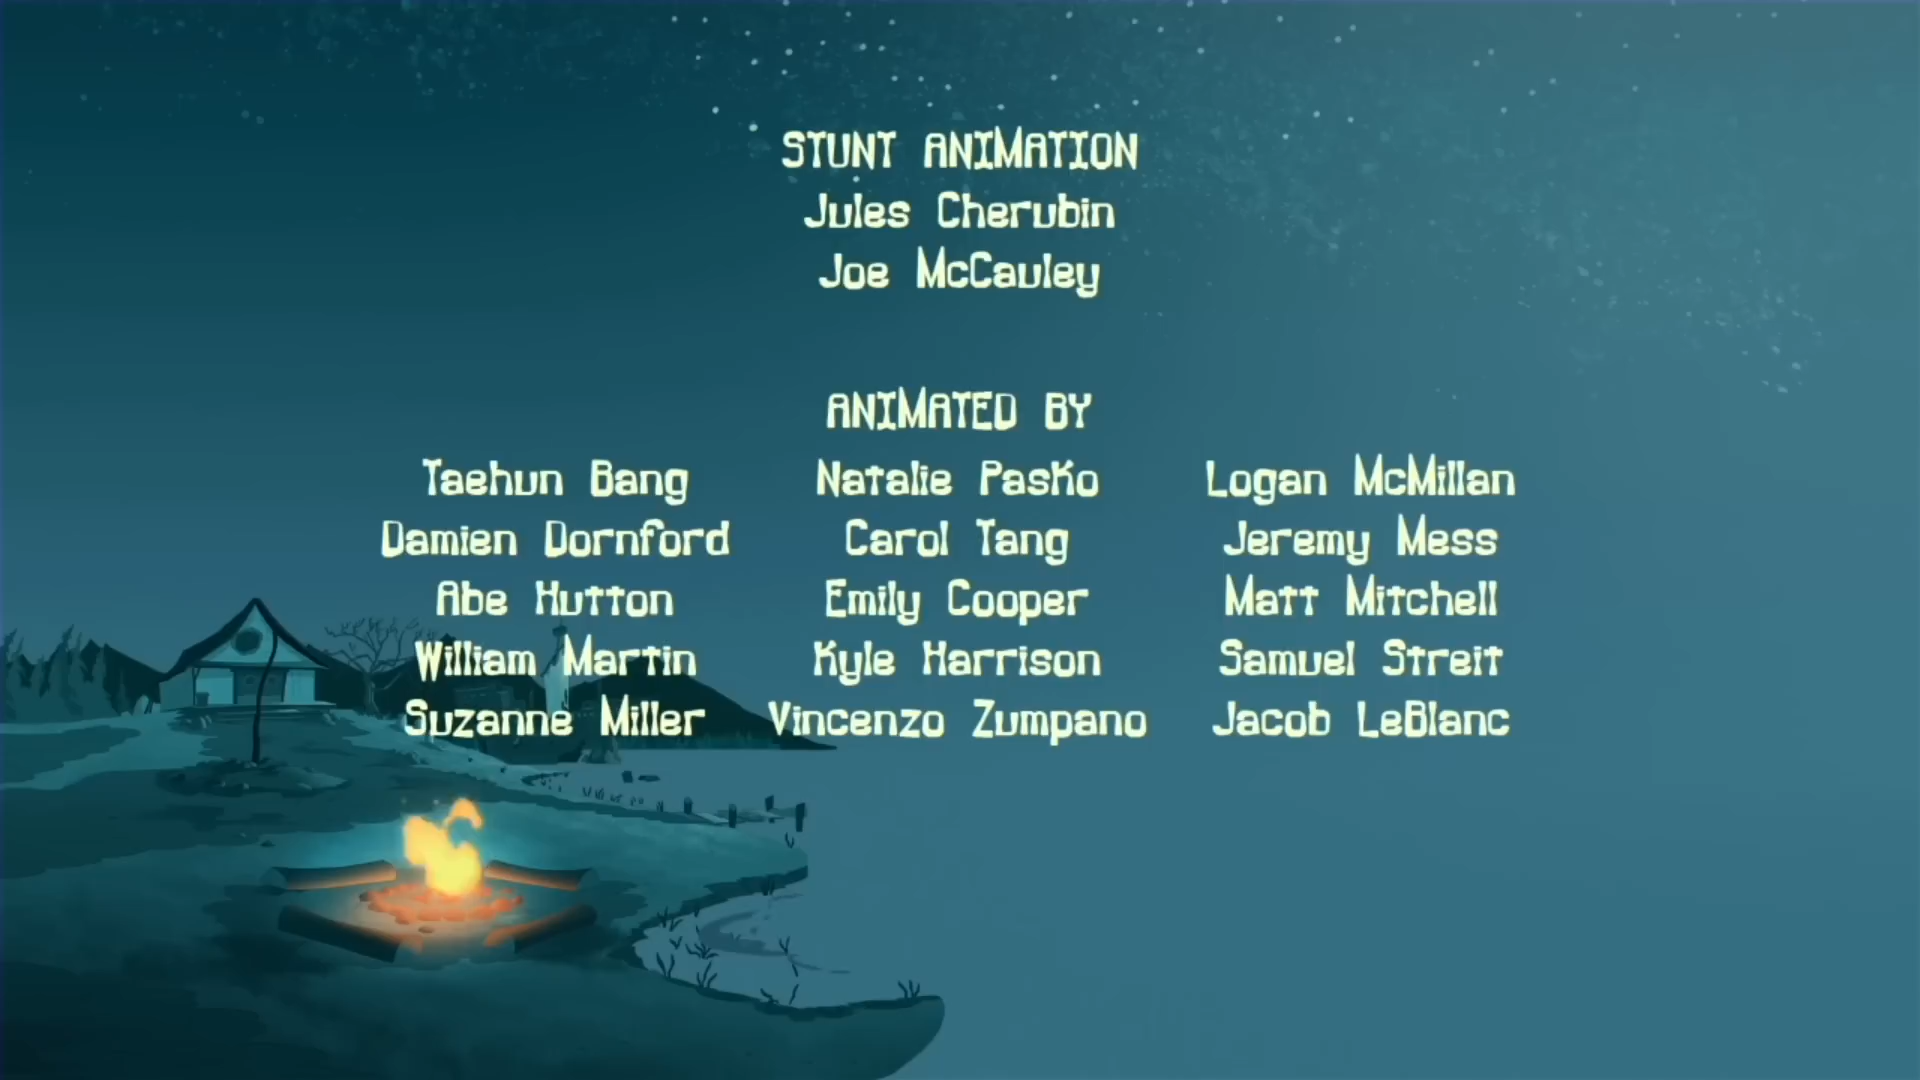 STUNT ANIMATION
Jules Cherubin
Joe McCauley
ANIMATED BY
Taehun Bang Natalie Pasko Logan McMillan
Damien Dornford Carol Tang Jeremy Mess
Abe Hutton Emily Cooper Matt Mitchell
William Martin Kyle Harrison Samuel Streit
Suzanne Miller Vincenzo Zumpano Jacob LeBlanc